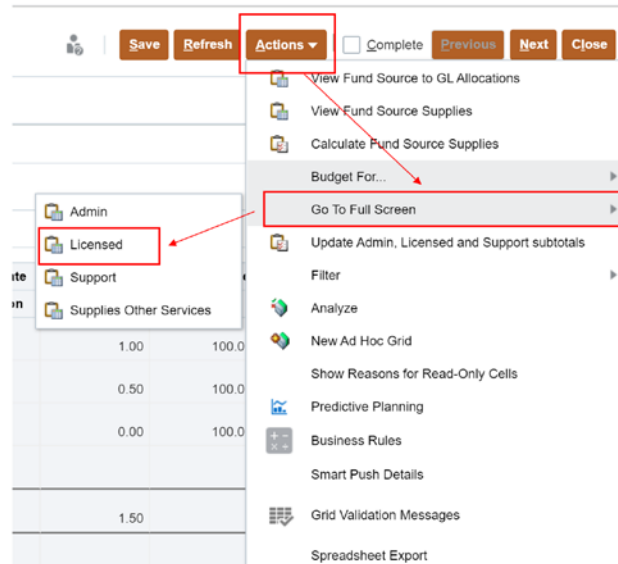 Save Refresh Actions Complete Previous Next Close
View Fund Source to GL Allocations
View Fund Source Supplies
Calculate Fund Source Supplies
Budget For...
Go To Full Screen
Update Admin, Licensed and Support subtotals
Filter
Analyze
New Ad Hoc Grid
Show Reasons for Read-Only Cells
Predictive Planning
Business Rules
Smart Push Details
Grid Validation Messages
Spreadsheet Export
Admin
Licensed
Support
Supplies Other Services
1.00 100.0
0.50 100.0
0.00 100.0
1.50